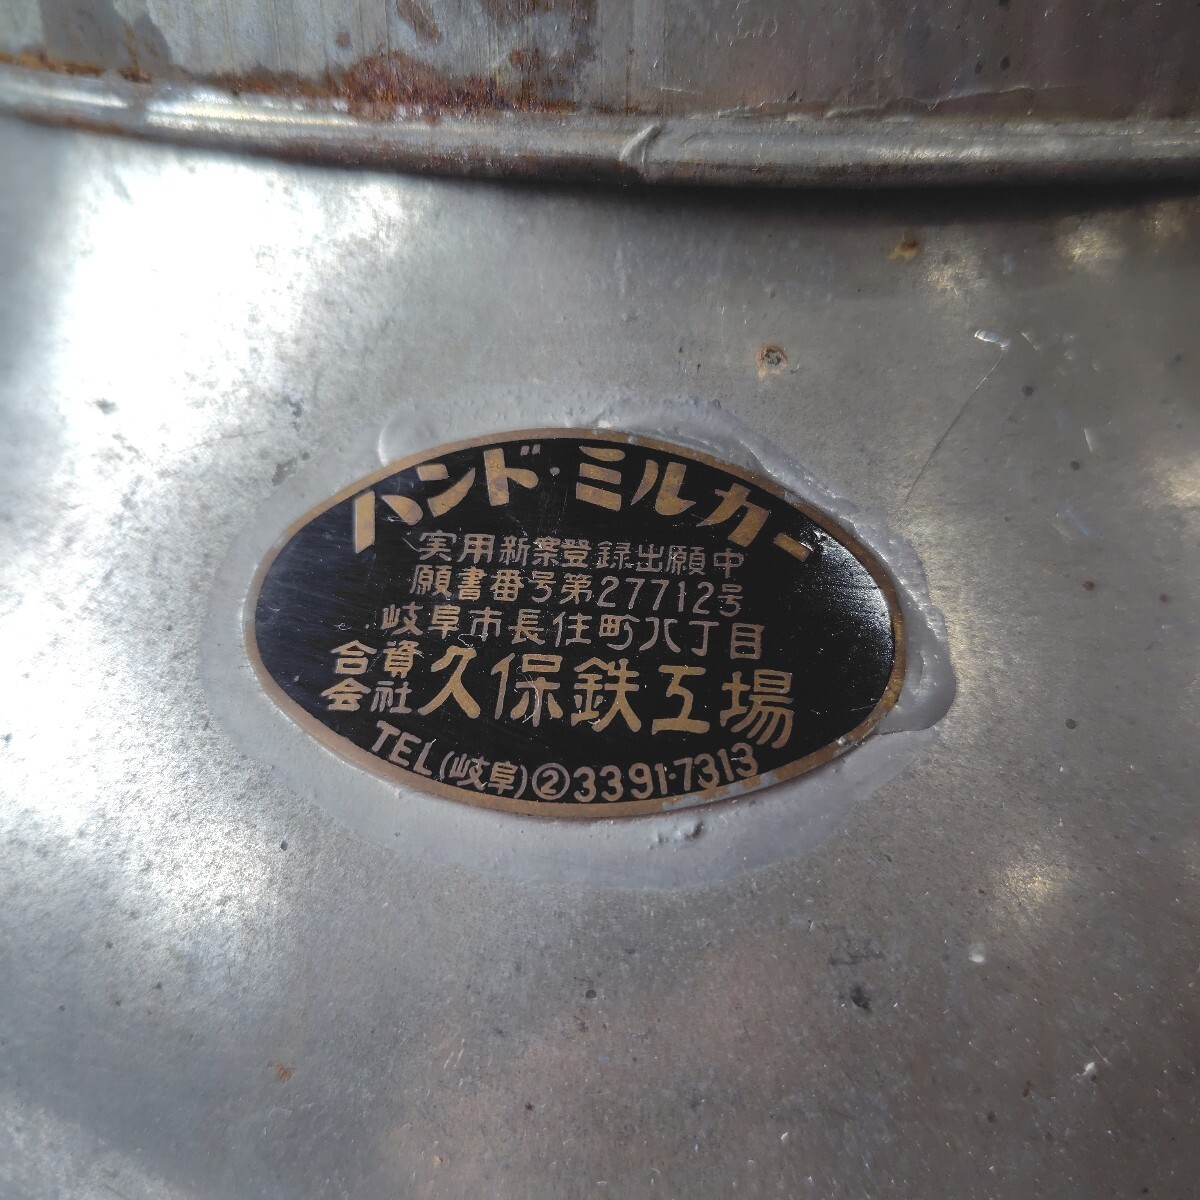 ハンド・ミルカー
実用新案登録出願中
願書番号第27712号
岐阜市長住町八丁目
合資会社 久保鉄工場
TEL(岐阜)②3391・7313